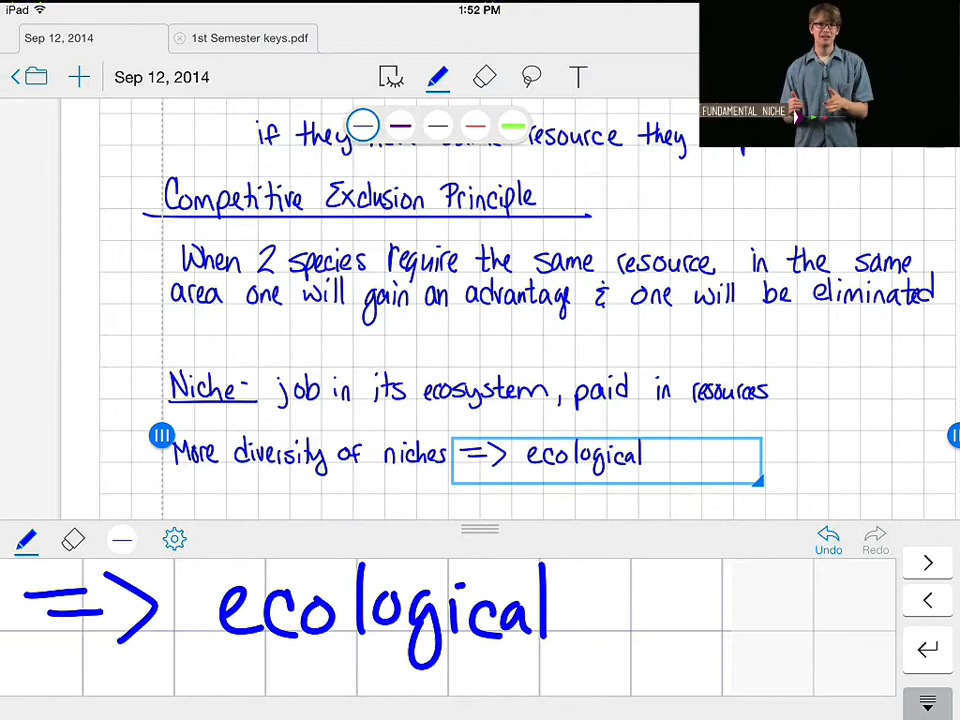 iPad
1:52 PM
Sep 12, 2014
1st Semester keys.pdf
Sep 12, 2014
T
FUNDAMENTAL NICHE
if they resource they
Competitive Exclusion Principle
When 2 species require the same resource in the same
area one will gain an advantage & one will be eliminated
Niche- job in its ecosystem, paid in resources
More diversity of niches => ecological
Undo
Redo
=> ecological